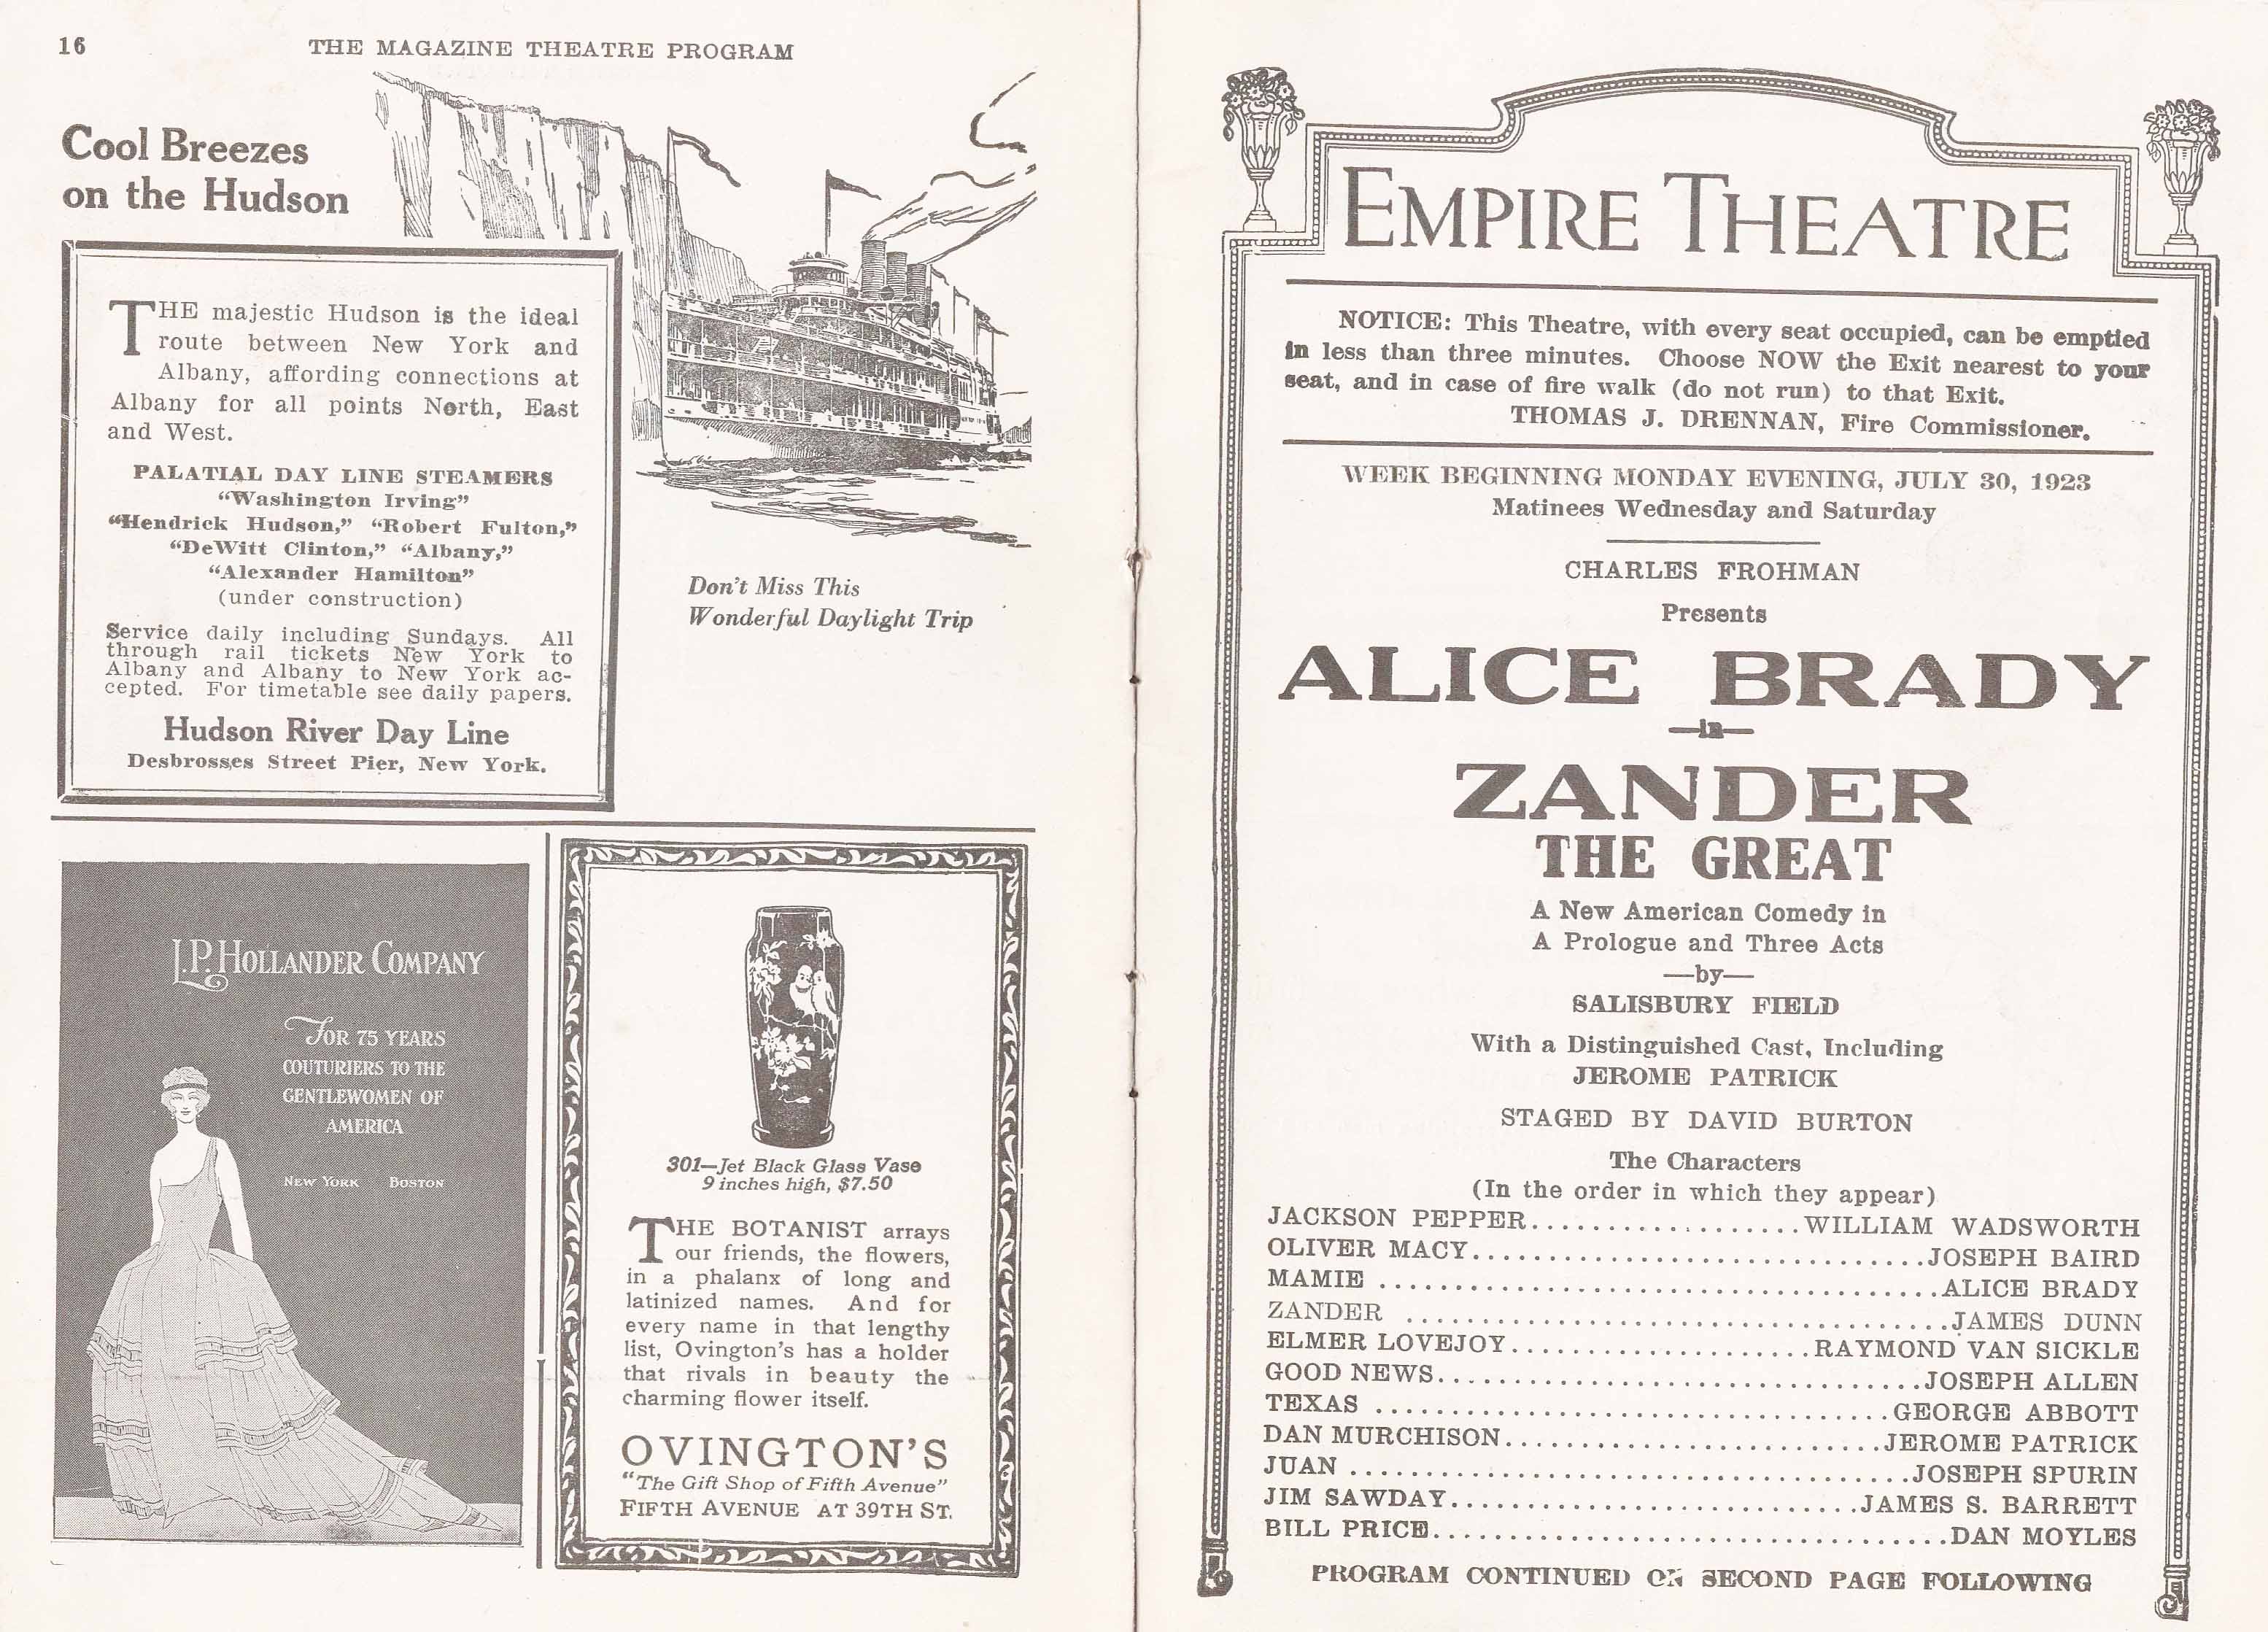 16
THE MAGAZINE THEATRE PROGRAM
Cool Breezes
on the Hudson
THE majestic Hudson is the ideal
route between New York and
Albany, affording connections at
Albany for all points North, East
and West.
PALATIAL DAY LINE STEAMERS
“Washington Irving”
“Hendrick Hudson,” “Robert Fulton,”
“DeWitt Clinton,” “Albany,”
“Alexander Hamilton”
(under construction)
Service daily including Sundays. All
through rail tickets New York to
Albany and Albany to New York ac-
cepted. For timetable see daily papers.
Hudson River Day Line
Desbrosses Street Pier, New York.
Don't Miss This
Wonderful Daylight Trip
L.P. HOLLANDER COMPANY
FOR 75 YEARS
COUTURIERS TO THE
GENTLEWOMEN OF
AMERICA
NEW YORK BOSTON
301—Jet Black Glass Vase
9 inches high, $7.50
THE BOTANIST arrays
our friends, the flowers,
in a phalanx of long and
latinized names. And for
every name in that lengthy
list, Ovington's has a holder
that rivals in beauty the
charming flower itself.
OVINGTON'S
“The Gift Shop of Fifth Avenue”
FIFTH AVENUE AT 39TH ST.
EMPIRE THEATRE
NOTICE: This Theatre, with every seat occupied, can be emptied
in less than three minutes. Choose NOW the Exit nearest to your
seat, and in case of fire walk (do not run) to that Exit.
THOMAS J. DRENNAN, Fire Commissioner.
WEEK BEGINNING MONDAY EVENING, JULY 30, 1923
Matinees Wednesday and Saturday
CHARLES FROHMAN
Presents
ALICE BRADY
—in—
ZANDER
THE GREAT
A New American Comedy in
A Prologue and Three Acts
—by—
SALISBURY FIELD
With a Distinguished Cast, Including
JEROME PATRICK
STAGED BY DAVID BURTON
The Characters
(In the order in which they appear)
JACKSON PEPPER..................WILLIAM WADSWORTH
OLIVER MACY..............................JOSEPH BAIRD
MAMIE .....................................ALICE BRADY
ZANDER ....................................JAMES DUNN
ELMER LOVEJOY....................RAYMOND VAN SICKLE
GOOD NEWS................................JOSEPH ALLEN
TEXAS ..................................GEORGE ABBOTT
DAN MURCHISON.........................JEROME PATRICK
JUAN .....................................JOSEPH SPURIN
JIM SAWDAY...........................JAMES S. BARRETT
BILL PRICE..................................DAN MOYLES
PROGRAM CONTINUED ON SECOND PAGE FOLLOWING